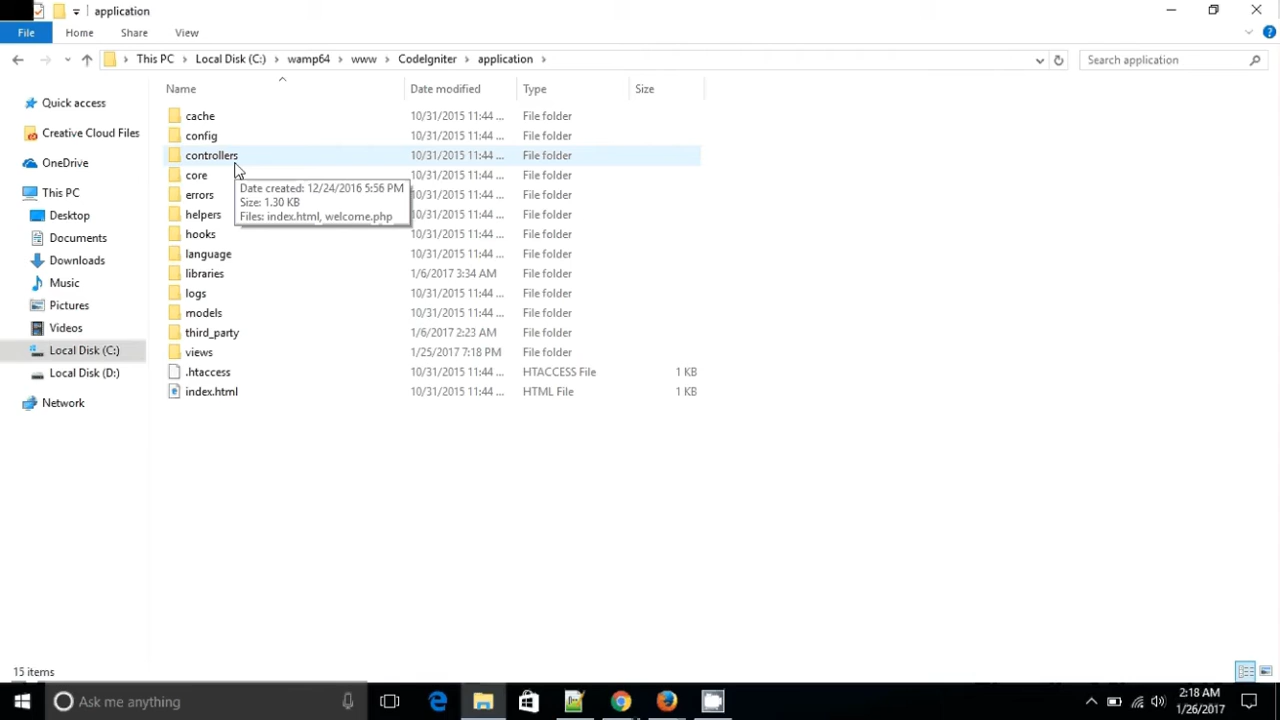 application
File Home Share View
This PC Local Disk (C:) wamp64 www CodeIgniter application Search application
Name Date modified Type Size
Quick access
Creative Cloud Files
OneDrive
This PC
Desktop
Documents
Downloads
Music
Pictures
Videos
Local Disk (C:)
Local Disk (D:)
Network
cache 10/31/2015 11:44 ... File folder
config 10/31/2015 11:44 ... File folder
controllers 10/31/2015 11:44 ... File folder
core 10/31/2015 11:44 ... File folder
errors 10/31/2015 11:44 ... File folder
helpers 10/31/2015 11:44 ... File folder
hooks 10/31/2015 11:44 ... File folder
language 10/31/2015 11:44 ... File folder
libraries 1/6/2017 3:34 AM File folder
logs 10/31/2015 11:44 ... File folder
models 10/31/2015 11:44 ... File folder
third_party 1/6/2017 2:23 AM File folder
views 1/25/2017 7:18 PM File folder
.htaccess 10/31/2015 11:44 ... HTACCESS File 1 KB
index.html 10/31/2015 11:44 ... HTML File 1 KB
Date created: 12/24/2016 5:56 PM
Size: 1.30 KB
Files: index.html, welcome.php
15 items
Ask me anything
2:18 AM
1/26/2017